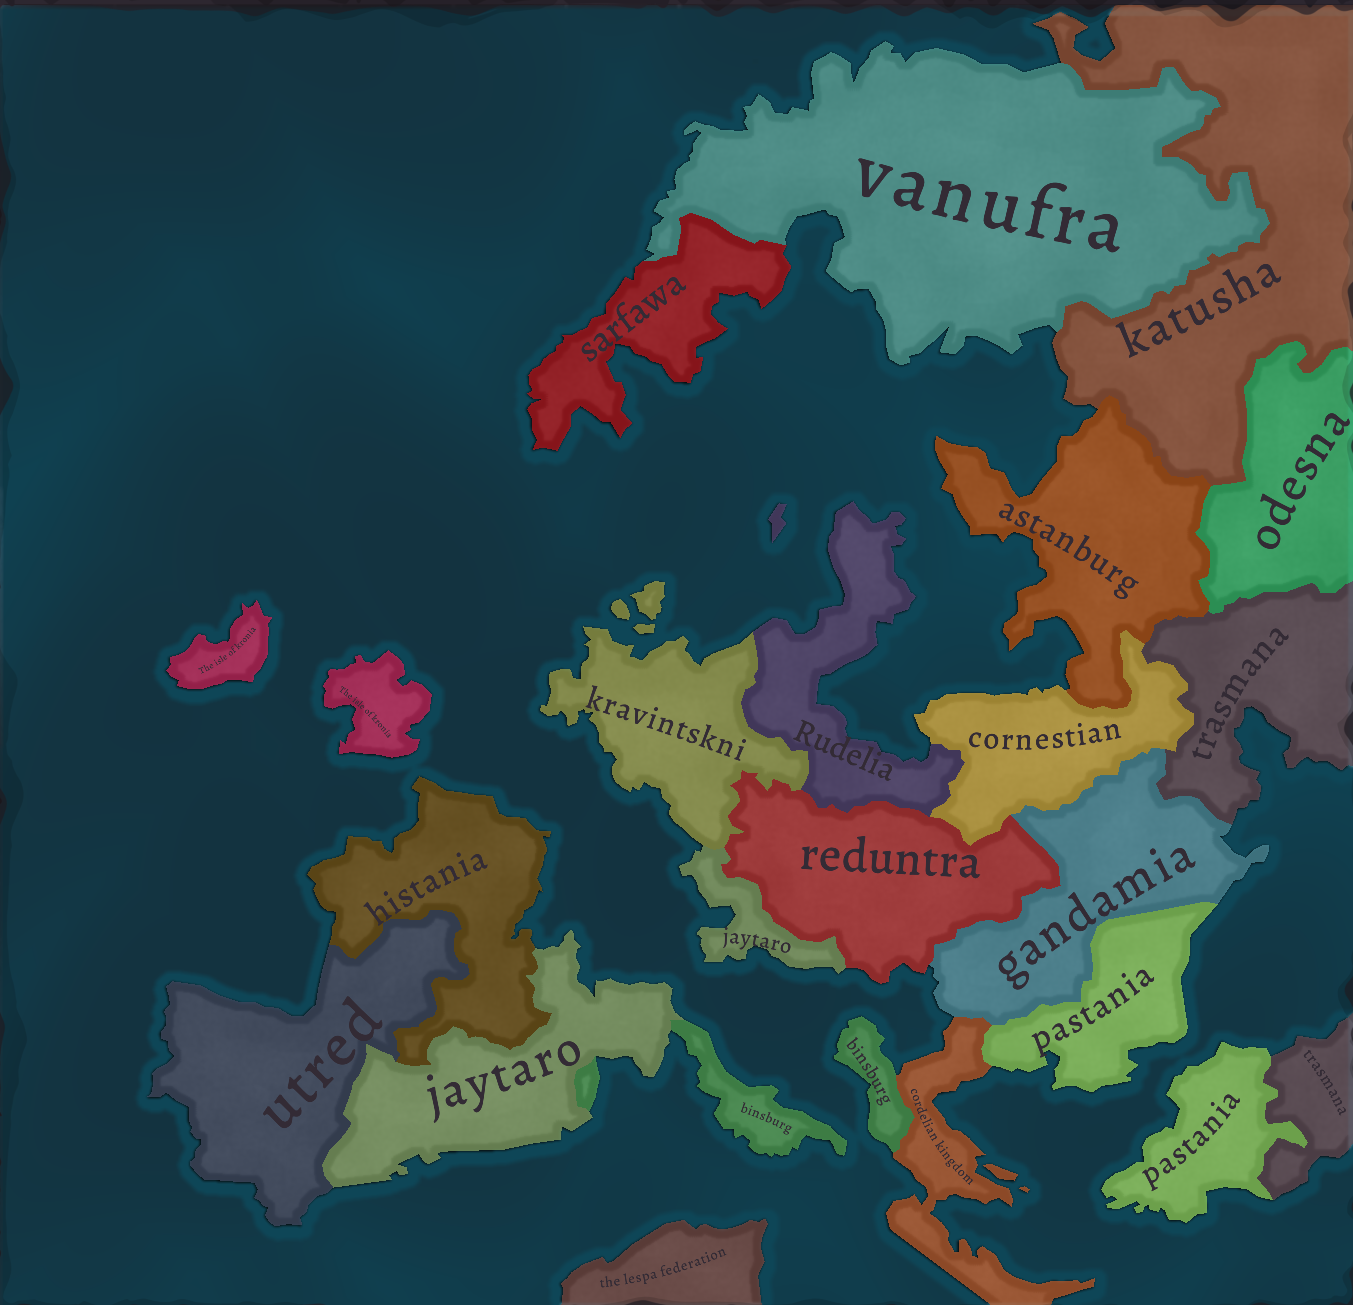 vanufra
katusha
sarfawa
odesna
astanburg
The isle of kronia
trasmana
The isle of kronia
kravintskni
Rudelia
cornestian
reduntra
histania
gandamia
jaytaro
pastania
utred
jaytaro
binsburg
binsburg
cordelian kingdom
pastania
trasmana
the lespa federation